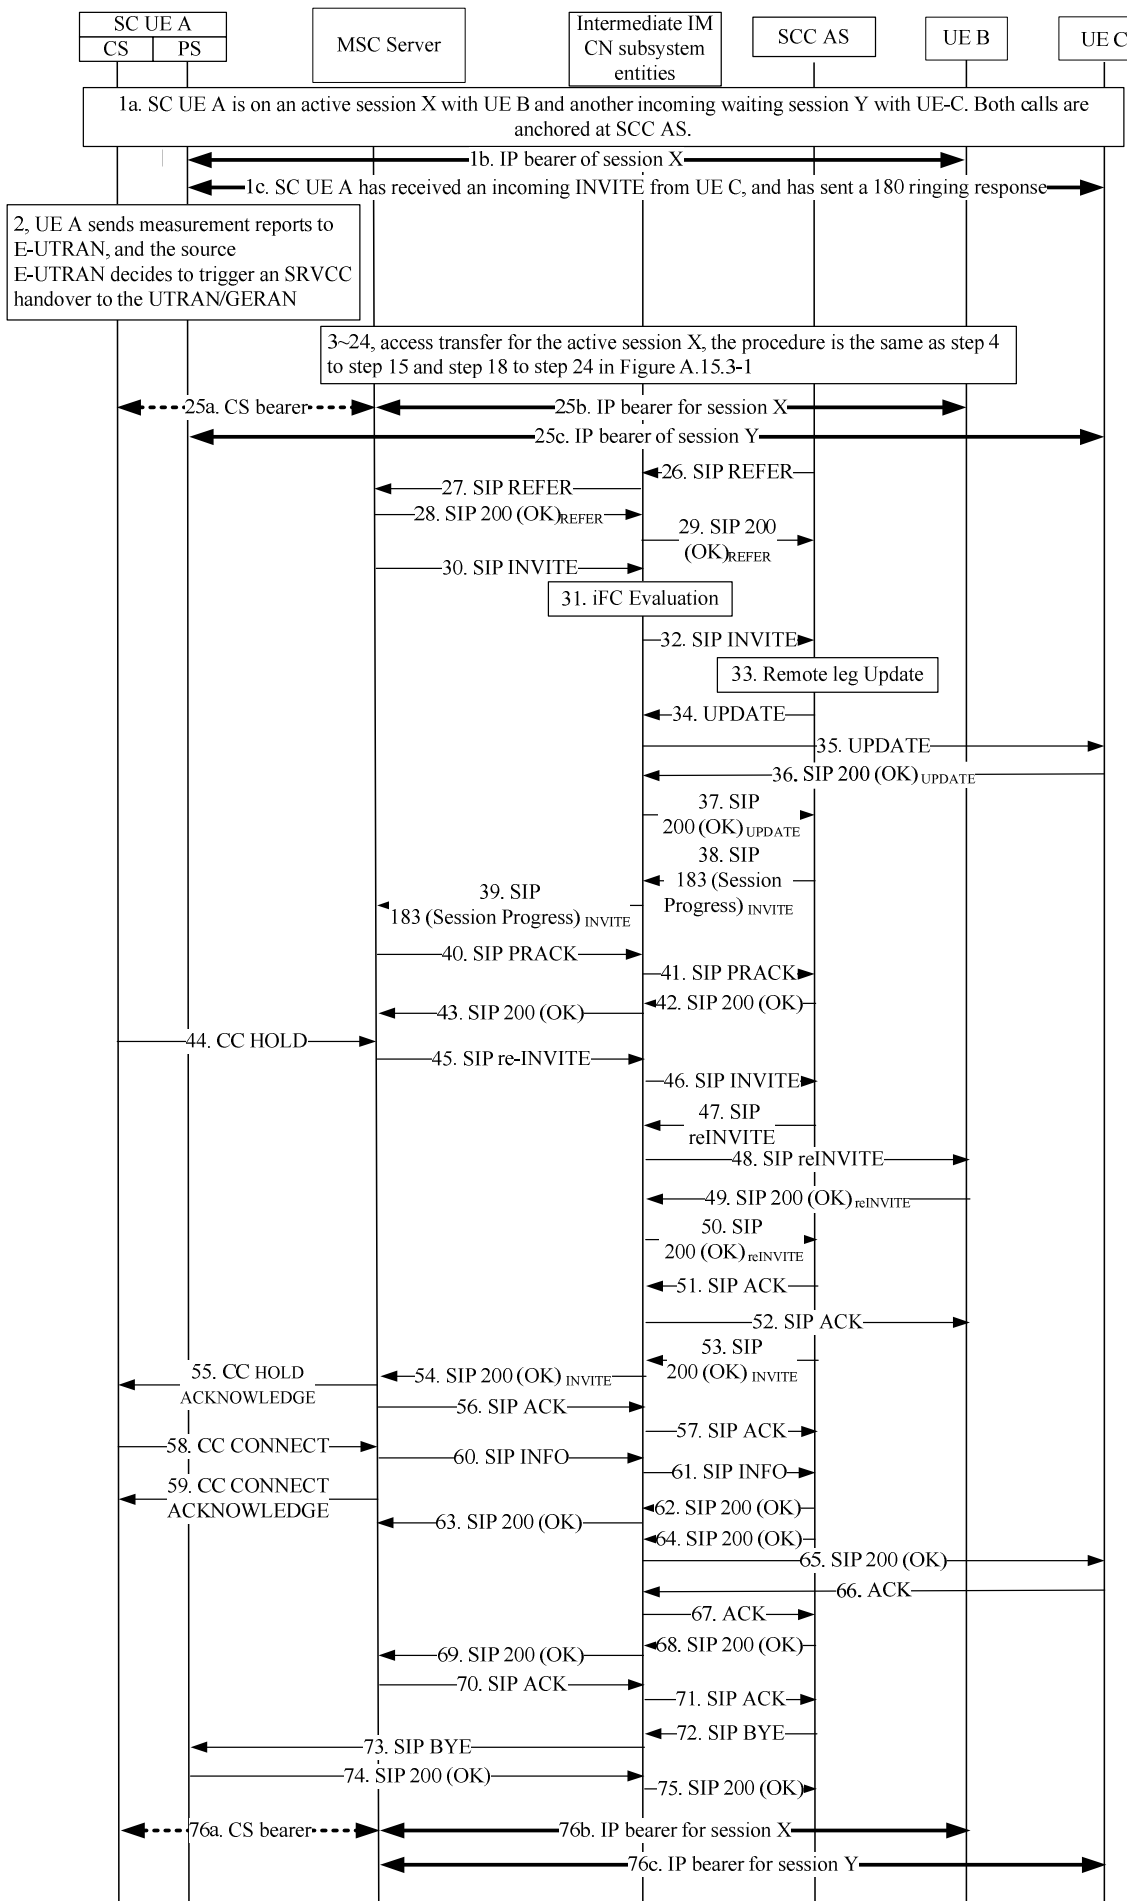 SC UE A
CS
PS
MSC Server
Intermediate IM
CN subsystem
entities
SCC AS
UE B
UE C
1a. SC UE A is on an active session X with UE B and another incoming waiting session Y with UE-C. Both calls are
anchored at SCC AS.
1b. IP bearer of session X
1c. SC UE A has received an incoming INVITE from UE C, and has sent a 180 ringing response
2, UE A sends measurement reports to
E-UTRAN, and the source
E-UTRAN decides to trigger an SRVCC
handover to the UTRAN/GERAN
3~24, access transfer for the active session X, the procedure is the same as step 4
to step 15 and step 18 to step 24 in Figure A.15.3-1
25a. CS bearer
25b. IP bearer for session X
25c. IP bearer of session Y
26. SIP REFER
27. SIP REFER
28. SIP 200 (OK)REFER
29. SIP 200
(OK)REFER
30. SIP INVITE
31. iFC Evaluation
32. SIP INVITE
33. Remote leg Update
34. UPDATE
35. UPDATE
36. SIP 200 (OK) UPDATE
37. SIP
200 (OK) UPDATE
38. SIP
183 (Session
Progress) INVITE
39. SIP
183 (Session Progress) INVITE
40. SIP PRACK
41. SIP PRACK
42. SIP 200 (OK)
43. SIP 200 (OK)
44. CC HOLD
45. SIP re-INVITE
46. SIP INVITE
47. SIP
reINVITE
48. SIP reINVITE
49. SIP 200 (OK) reINVITE
50. SIP
200 (OK) reINVITE
51. SIP ACK
52. SIP ACK
53. SIP
200 (OK) INVITE
54. SIP 200 (OK) INVITE
55. CC HOLD
ACKNOWLEDGE
56. SIP ACK
57. SIP ACK
58. CC CONNECT
60. SIP INFO
61. SIP INFO
59. CC CONNECT
ACKNOWLEDGE
62. SIP 200 (OK)
63. SIP 200 (OK)
64. SIP 200 (OK)
65. SIP 200 (OK)
66. ACK
67. ACK
68. SIP 200 (OK)
69. SIP 200 (OK)
70. SIP ACK
71. SIP ACK
72. SIP BYE
73. SIP BYE
74. SIP 200 (OK)
75. SIP 200 (OK)
76a. CS bearer
76b. IP bearer for session X
76c. IP bearer for session Y